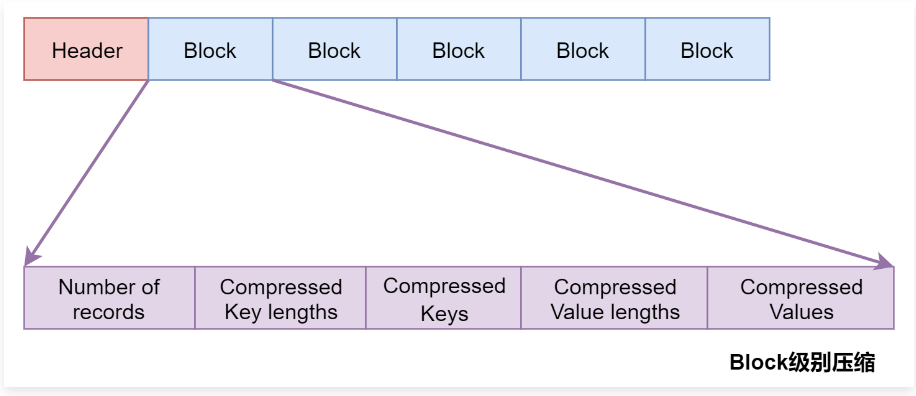 Header
Block
Block
Block
Block
Block
Number of
records
Compressed
Key lengths
Compressed
Keys
Compressed
Value lengths
Compressed
Values
Block级别压缩